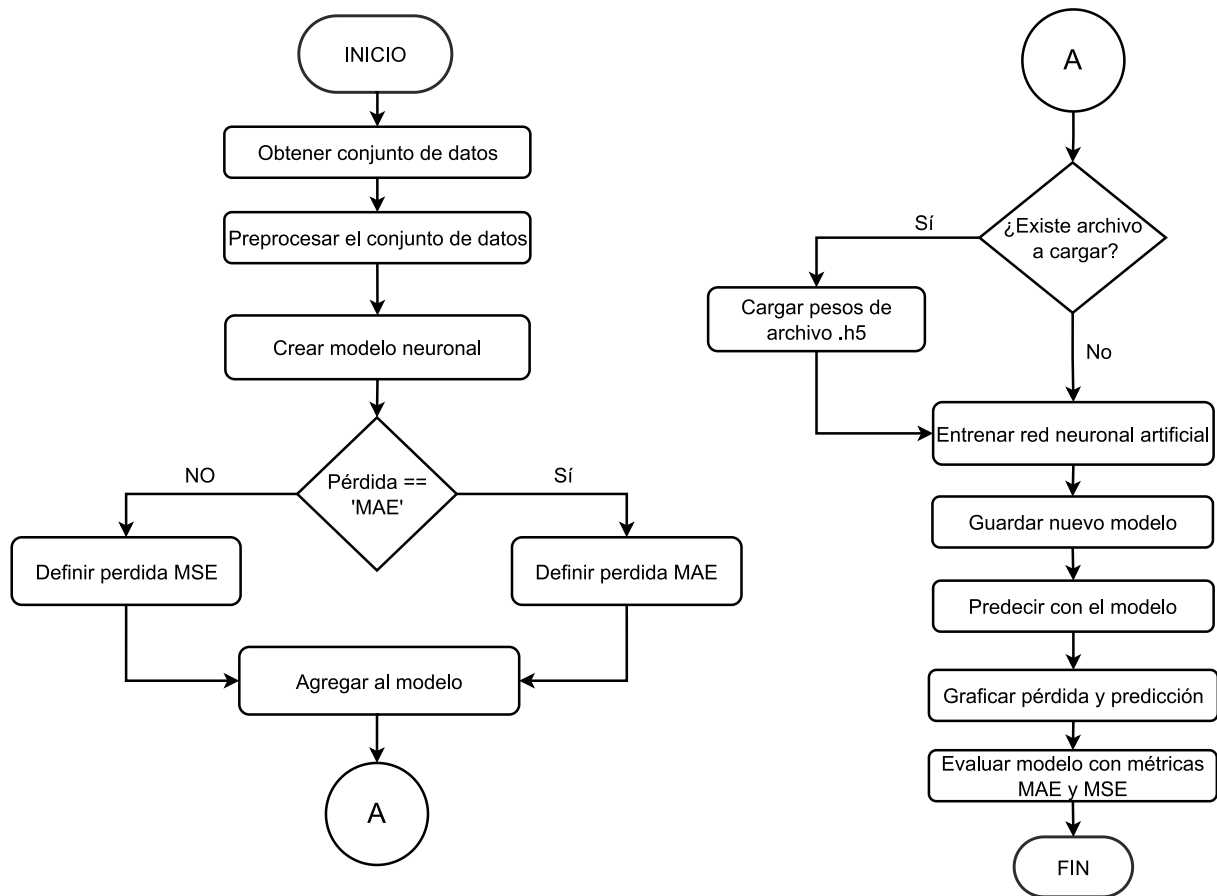 INICIO
Obtener conjunto de datos
Preprocesar el conjunto de datos
Crear modelo neuronal
Pérdida ==
'MAE'
NO
Sí
Definir perdida MSE
Definir perdida MAE
Agregar al modelo
A
A
¿Existe archivo
a cargar?
Sí
No
Cargar pesos de
archivo .h5
Entrenar red neuronal artificial
Guardar nuevo modelo
Predecir con el modelo
Graficar pérdida y predicción
Evaluar modelo con métricas
MAE y MSE
FIN